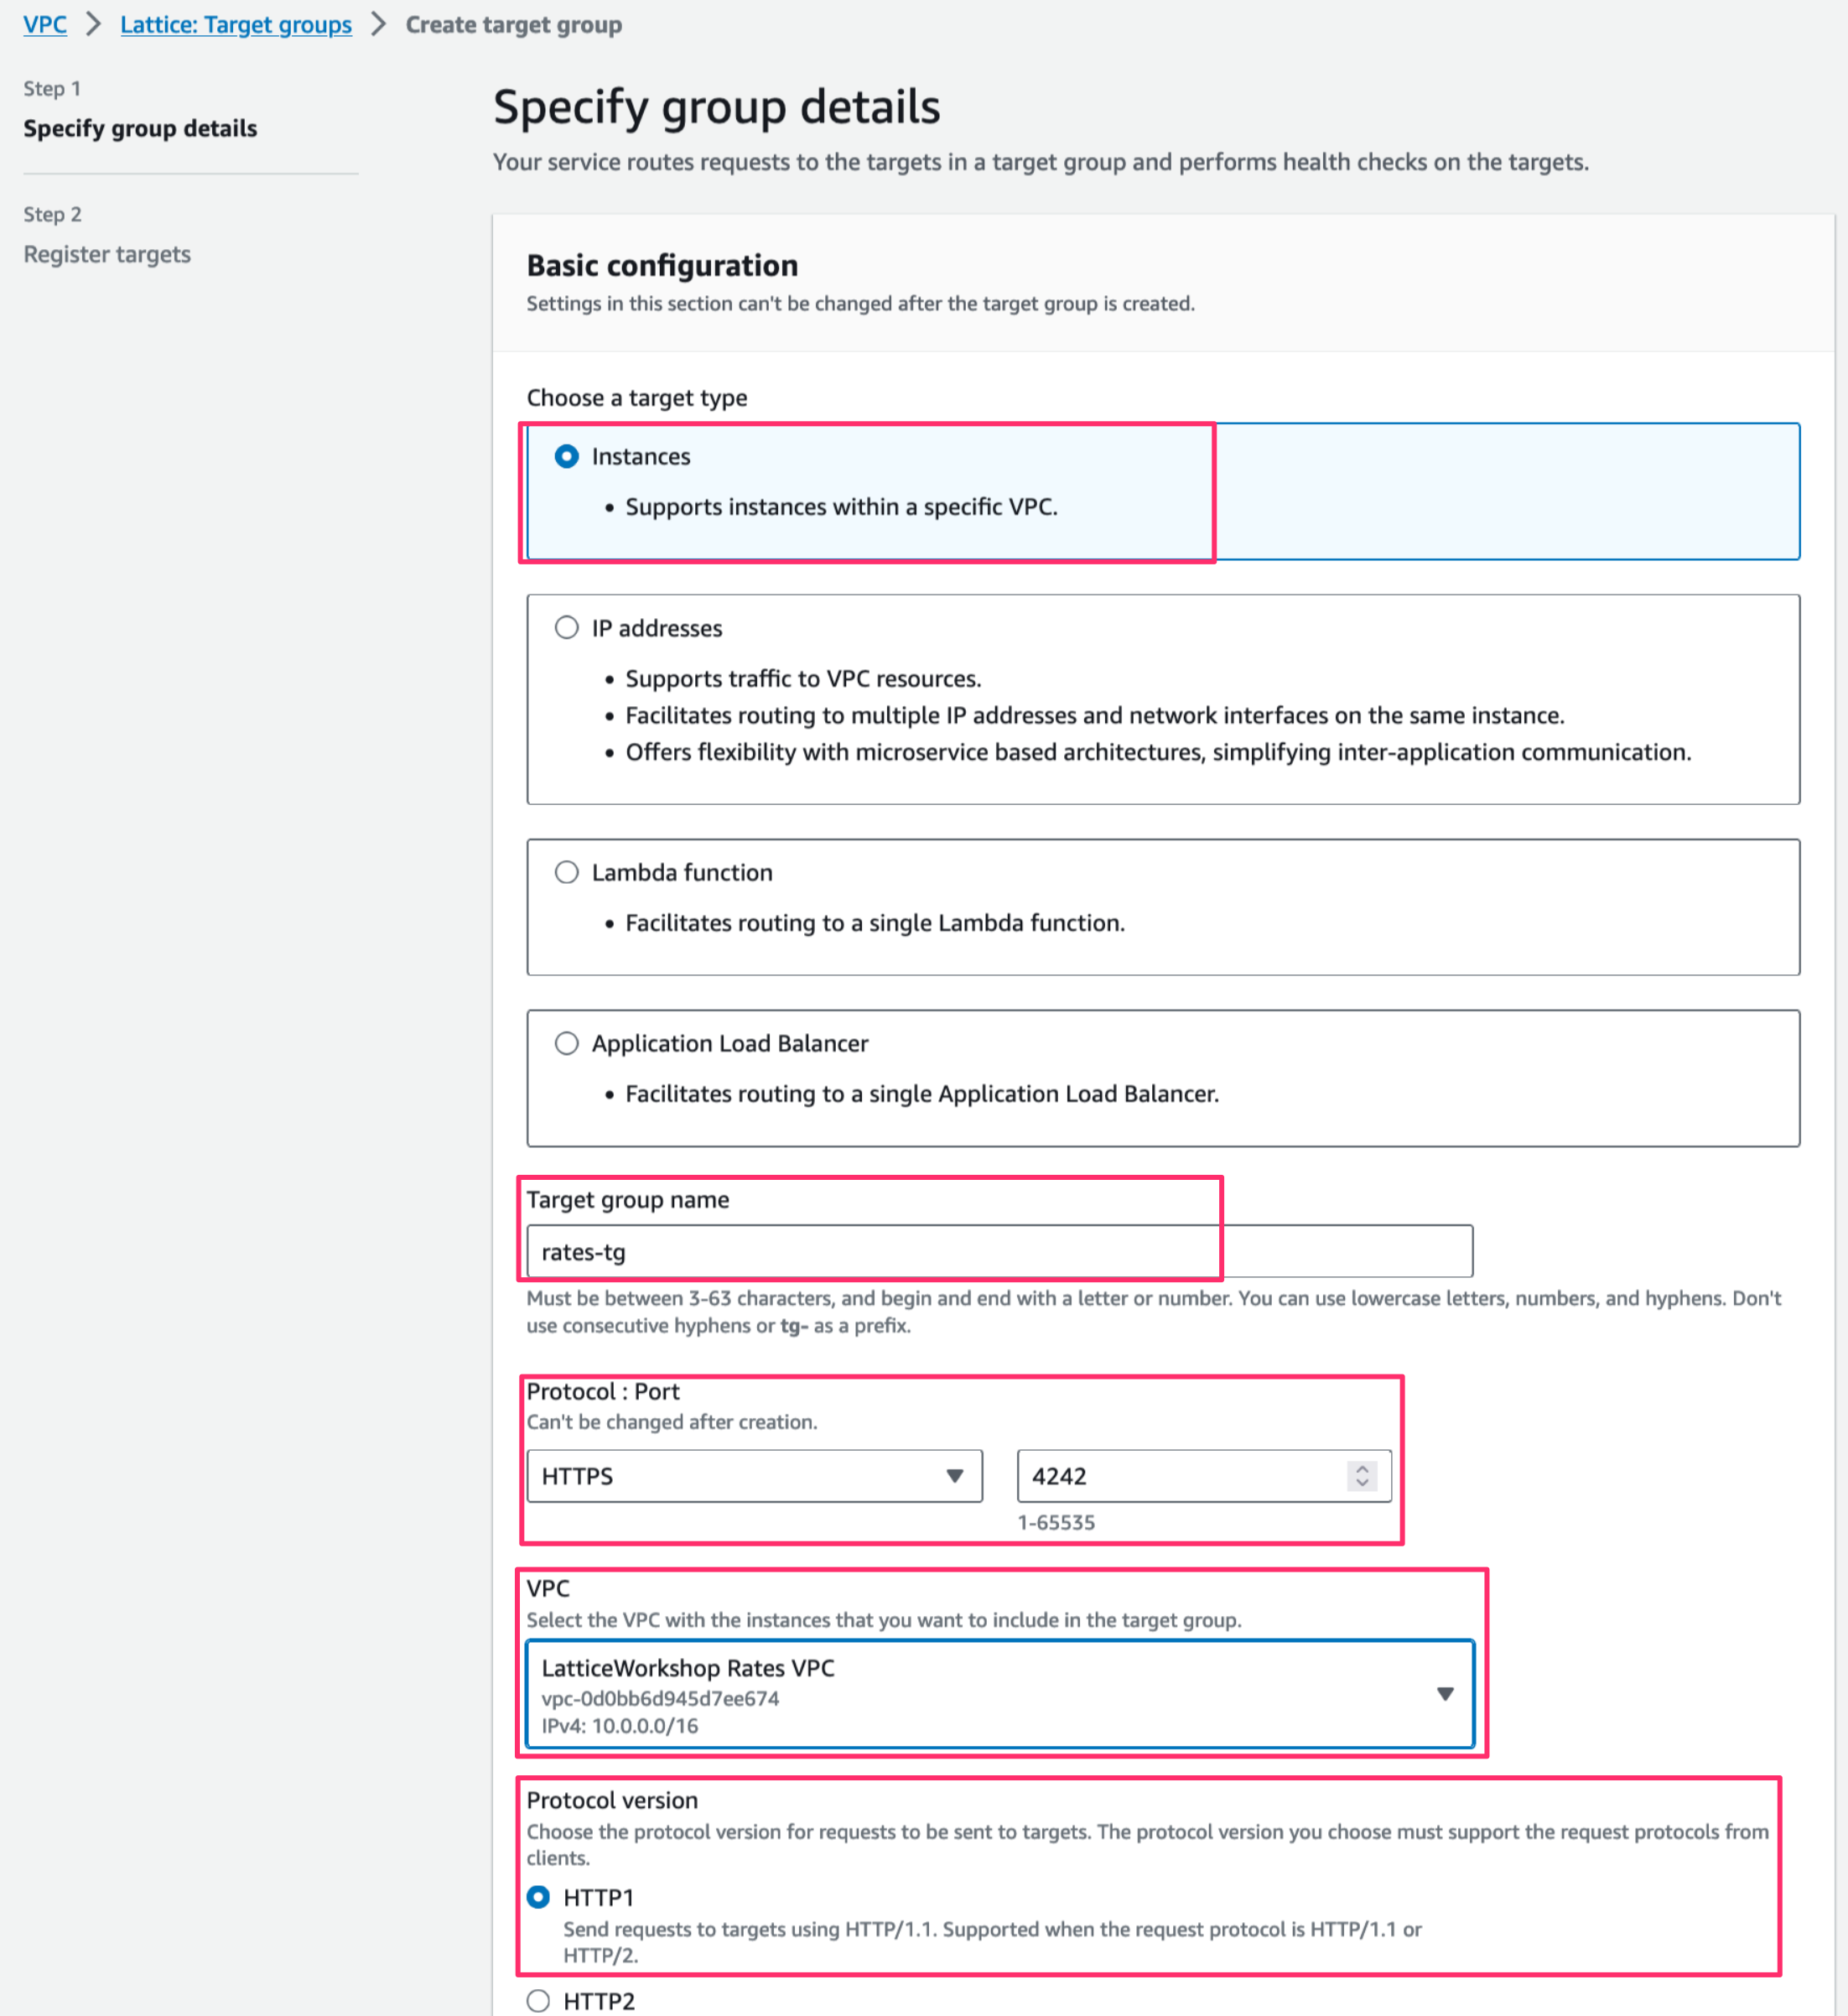 VPC > Lattice: Target groups > Create target group
Step 1
Specify group details
Step 2
Register targets
Specify group details
Your service routes requests to the targets in a target group and performs health checks on the targets.
Basic configuration
Settings in this section can't be changed after the target group is created.
Choose a target type
Instances
• Supports instances within a specific VPC.
IP addresses
• Supports traffic to VPC resources.
• Facilitates routing to multiple IP addresses and network interfaces on the same instance.
• Offers flexibility with microservice based architectures, simplifying inter-application communication.
Lambda function
• Facilitates routing to a single Lambda function.
Application Load Balancer
• Facilitates routing to a single Application Load Balancer.
Target group name
rates-tg
Must be between 3-63 characters, and begin and end with a letter or number. You can use lowercase letters, numbers, and hyphens. Don't
use consecutive hyphens or tg- as a prefix.
Protocol : Port
Can't be changed after creation.
HTTPS 4242
1-65535
VPC
Select the VPC with the instances that you want to include in the target group.
LatticeWorkshop Rates VPC
vpc-0d0bb6d945d7ee674
IPv4: 10.0.0.0/16
Protocol version
Choose the protocol version for requests to be sent to targets. The protocol version you choose must support the request protocols from
clients.
HTTP1
Send requests to targets using HTTP/1.1. Supported when the request protocol is HTTP/1.1 or
HTTP/2.
HTTP2